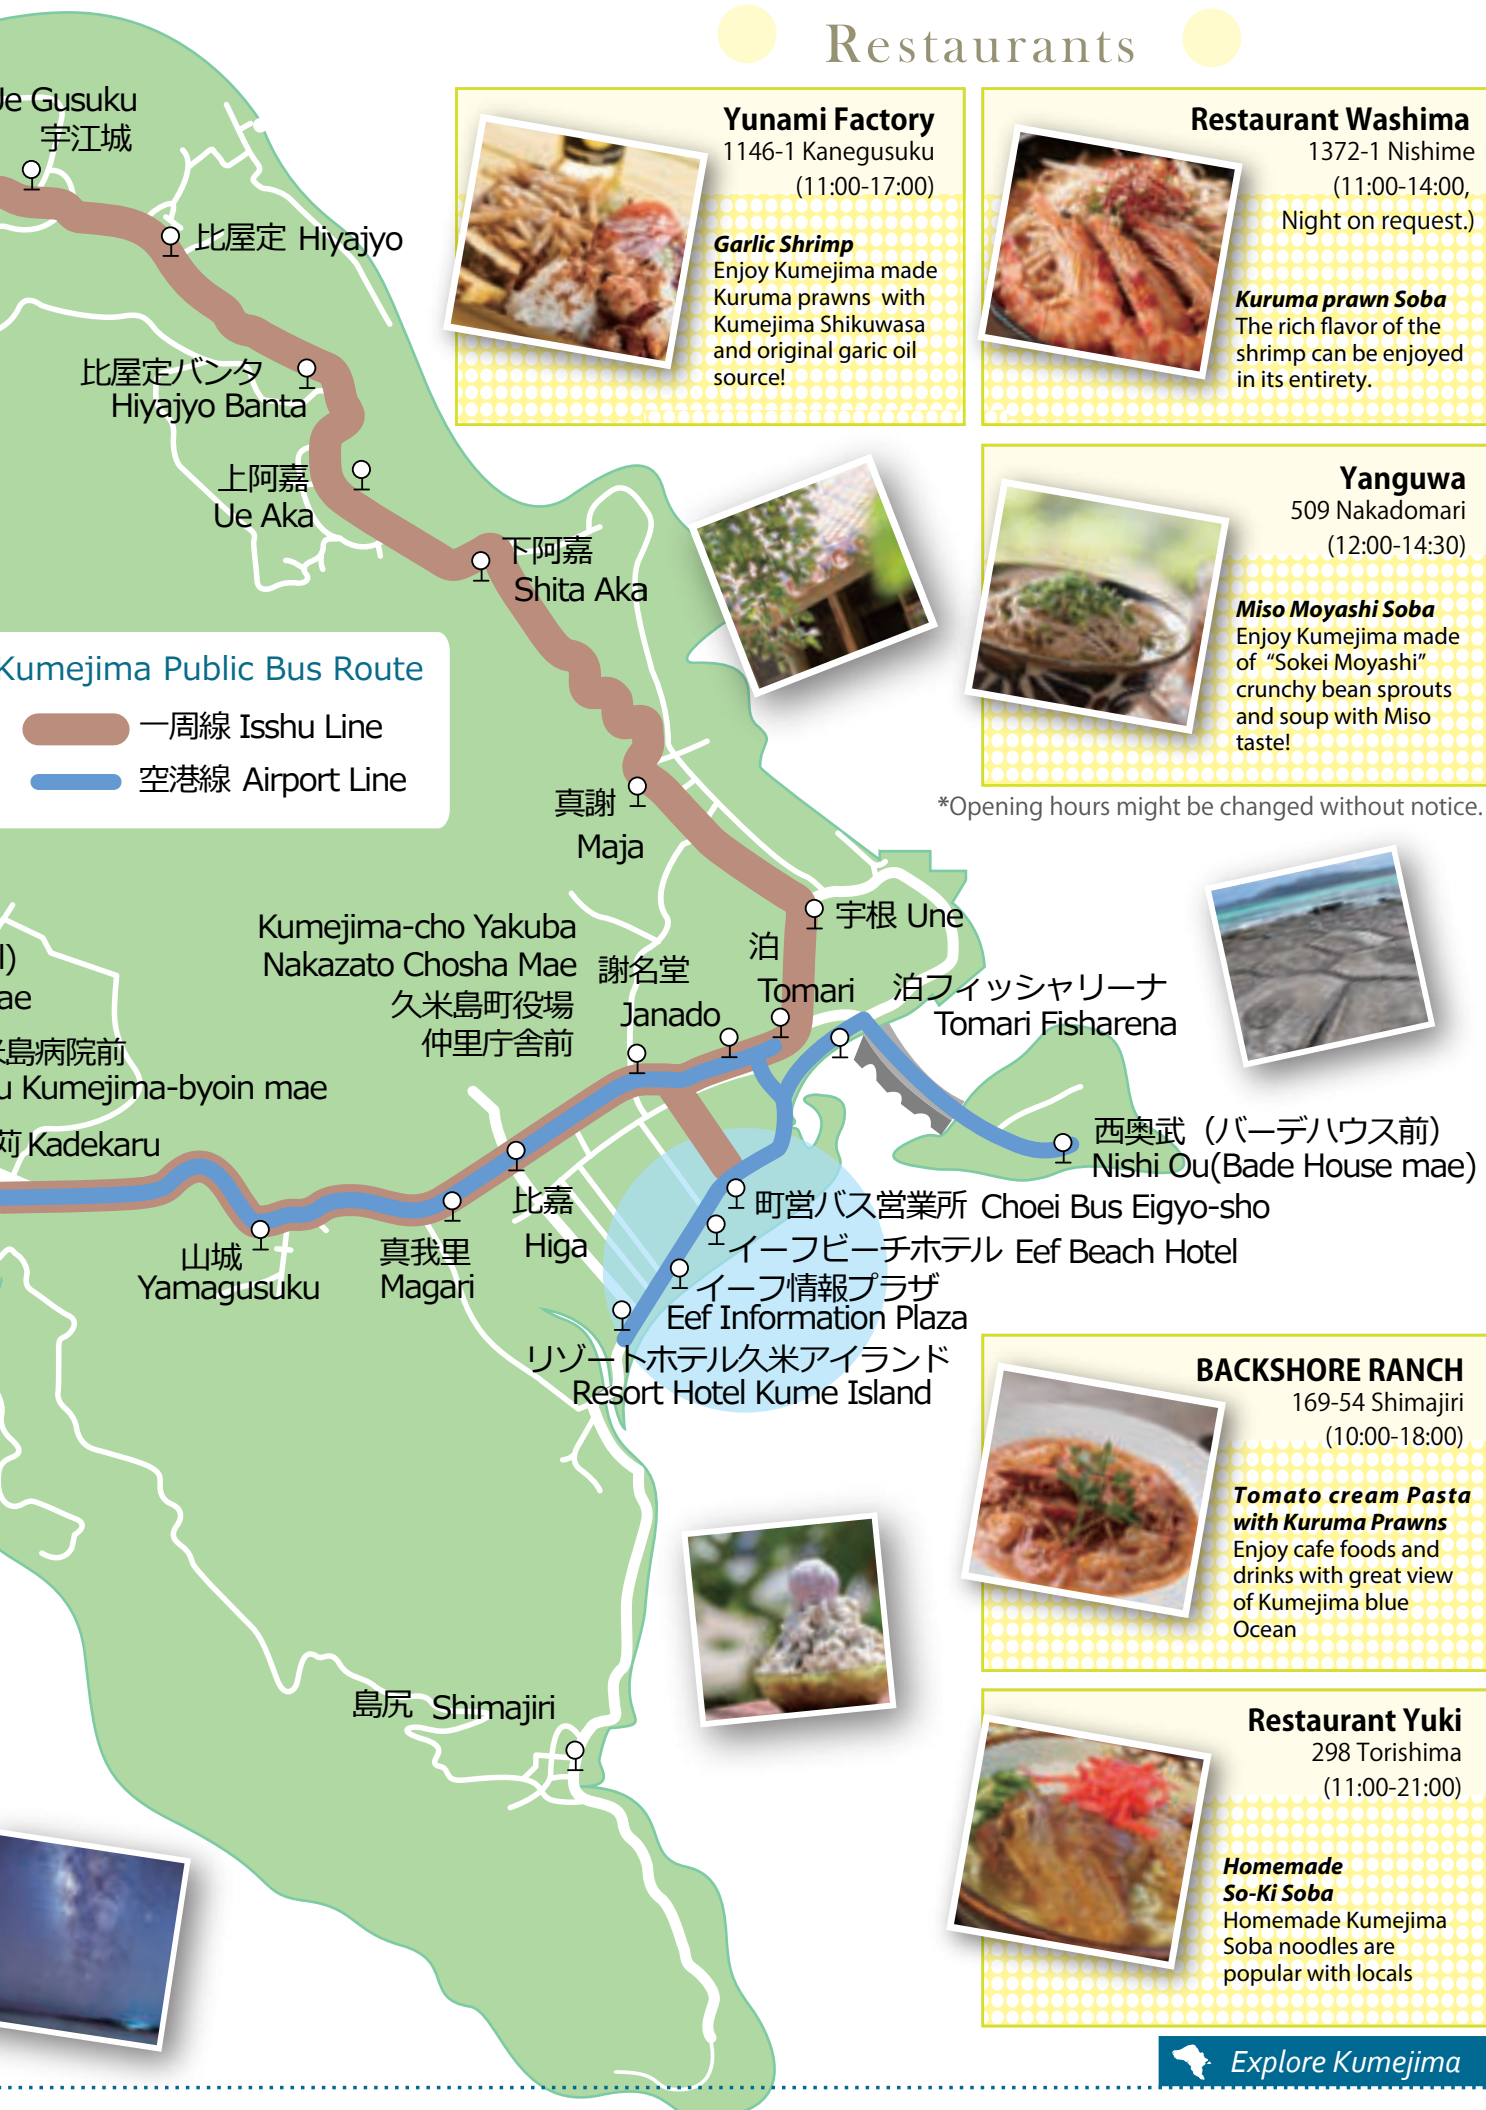 Restaurants
Yunami Factory
1146-1 Kanegusuku
(11:00-17:00)
Garlic Shrimp
Enjoy Kumejima made
Kuruma prawns with
Kumejima Shikuwasa
and original garic oil
source!
Restaurant Washima
1372-1 Nishime
(11:00-14:00,
Night on request.)
Kuruma prawn Soba
The rich flavor of the
shrimp can be enjoyed
in its entirety.
Yanguwa
509 Nakadomari
(12:00-14:30)
Miso Moyashi Soba
Enjoy Kumejima made
of “Sokei Moyashi”
crunchy bean sprouts
and soup with Miso
taste!
*Opening hours might be changed without notice.
Ue Gusuku
宇江城
比屋定 Hiyajyo
比屋定バンタ
Hiyajyo Banta
上阿嘉
Ue Aka
下阿嘉
Shita Aka
Kumejima Public Bus Route
一周線 Isshu Line
空港線 Airport Line
真謝
Maja
宇根 Une
Kumejima-cho Yakuba
Nakazato Chosha Mae
久米島町役場
仲里庁舎前
謝名堂
Janado
泊
Tomari
泊フィッシャリーナ
Tomari Fisharena
l)
ae
米島病院前
u Kumejima-byoin mae
苅 Kadekaru
西奥武（バーデハウス前）
Nishi Ou(Bade House mae)
山城
Yamagusuku
真我里
Magari
比嘉
Higa
町営バス営業所 Choei Bus Eigyo-sho
イーフビーチホテル Eef Beach Hotel
イーフ情報プラザ
Eef Information Plaza
リゾートホテル久米アイランド
Resort Hotel Kume Island
島尻 Shimajiri
BACKSHORE RANCH
169-54 Shimajiri
(10:00-18:00)
Tomato cream Pasta
with Kuruma Prawns
Enjoy cafe foods and
drinks with great view
of Kumejima blue
Ocean
Restaurant Yuki
298 Torishima
(11:00-21:00)
Homemade
So-Ki Soba
Homemade Kumejima
Soba noodles are
popular with locals
Explore Kumejima